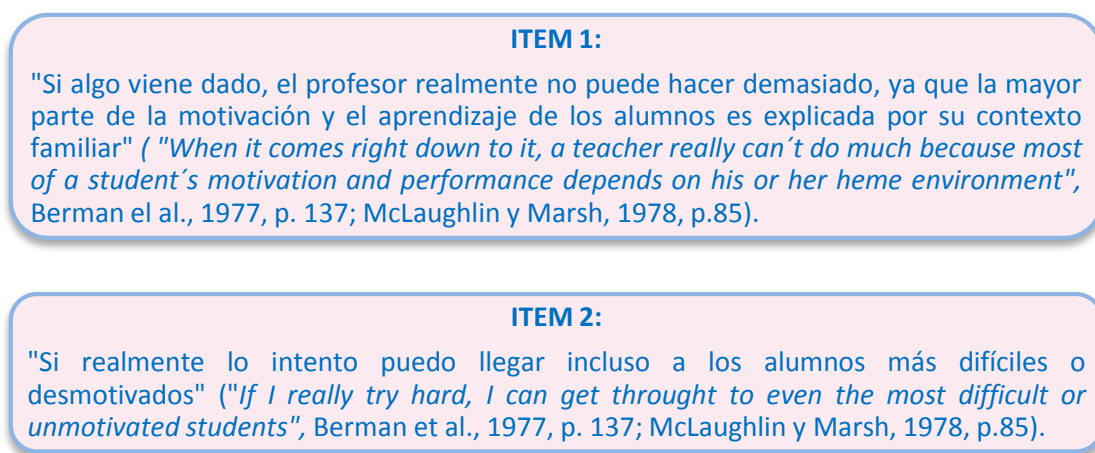 ITEM 1:
"Si algo viene dado, el profesor realmente no puede hacer demasiado, ya que la mayor
parte de la motivación y el aprendizaje de los alumnos es explicada por su contexto
familiar" ( "When it comes right down to it, a teacher really can´t do much because most
of a student´s motivation and performance depends on his or her heme environment",
Berman el al., 1977, p. 137; McLaughlin y Marsh, 1978, p.85).
ITEM 2:
"Si realmente lo intento puedo llegar incluso a los alumnos más difíciles o
desmotivados" ("If I really try hard, I can get throught to even the most difficult or
unmotivated students", Berman et al., 1977, p. 137; McLaughlin y Marsh, 1978, p.85).